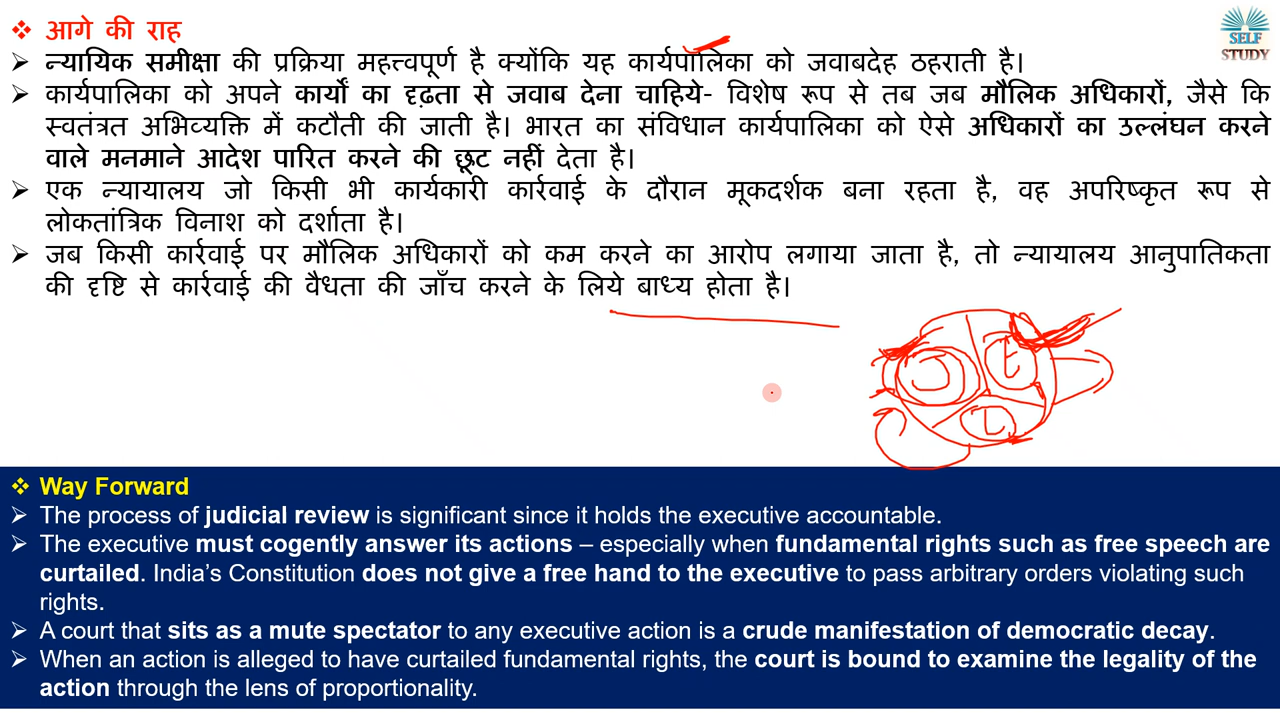 ❖ आगे की राह
SELF
STUDY
➢ न्यायिक समीक्षा की प्रक्रिया महत्त्वपूर्ण है क्योंकि यह कार्यपालिका को जवाबदेह ठहराती है।
➢ कार्यपालिका को अपने कार्यों का दृढ़ता से जवाब देना चाहिये- विशेष रूप से तब जब मौलिक अधिकारों, जैसे कि
स्वतंत्रत अभिव्यक्ति में कटौती की जाती है। भारत का संविधान कार्यपालिका को ऐसे अधिकारों का उल्लंघन करने
वाले मनमाने आदेश पारित करने की छूट नहीं देता है।
➢ एक न्यायालय जो किसी भी कार्यकारी कार्रवाई के दौरान मूकदर्शक बना रहता है, वह अपरिष्कृत रूप से
लोकतांत्रिक विनाश को दर्शाता है।
➢ जब किसी कार्रवाई पर मौलिक अधिकारों को कम करने का आरोप लगाया जाता है, तो न्यायालय आनुपातिकता
की दृष्टि से कार्रवाई की वैधता की जाँच करने के लिये बाध्य होता है।
J E
L
❖ Way Forward
➢ The process of judicial review is significant since it holds the executive accountable.
➢ The executive must cogently answer its actions – especially when fundamental rights such as free speech are
curtailed. India’s Constitution does not give a free hand to the executive to pass arbitrary orders violating such
rights.
➢ A court that sits as a mute spectator to any executive action is a crude manifestation of democratic decay.
➢ When an action is alleged to have curtailed fundamental rights, the court is bound to examine the legality of the
action through the lens of proportionality.